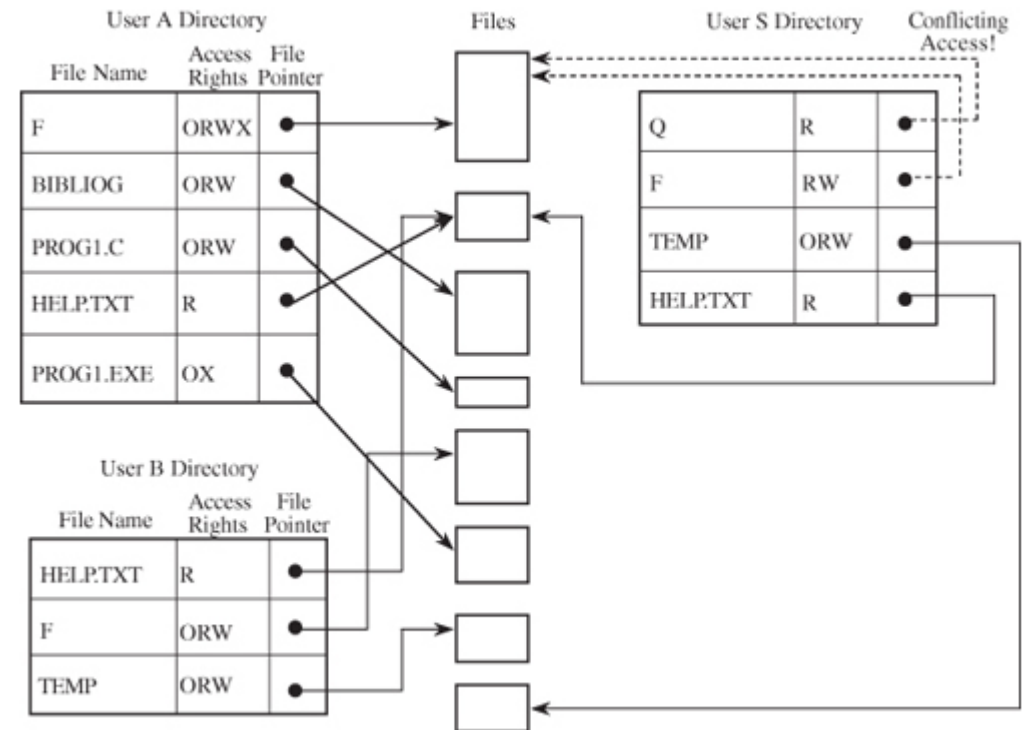 User A Directory
File Name Access Rights File Pointer
F ORWX
BIBLIOG ORW
PROG1.C ORW
HELP.TXT R
PROG1.EXE OX
User B Directory
File Name Access Rights File Pointer
HELP.TXT R
F ORW
TEMP ORW
Files
User S Directory
Conflicting
Access!
Q R
F RW
TEMP ORW
HELP.TXT R